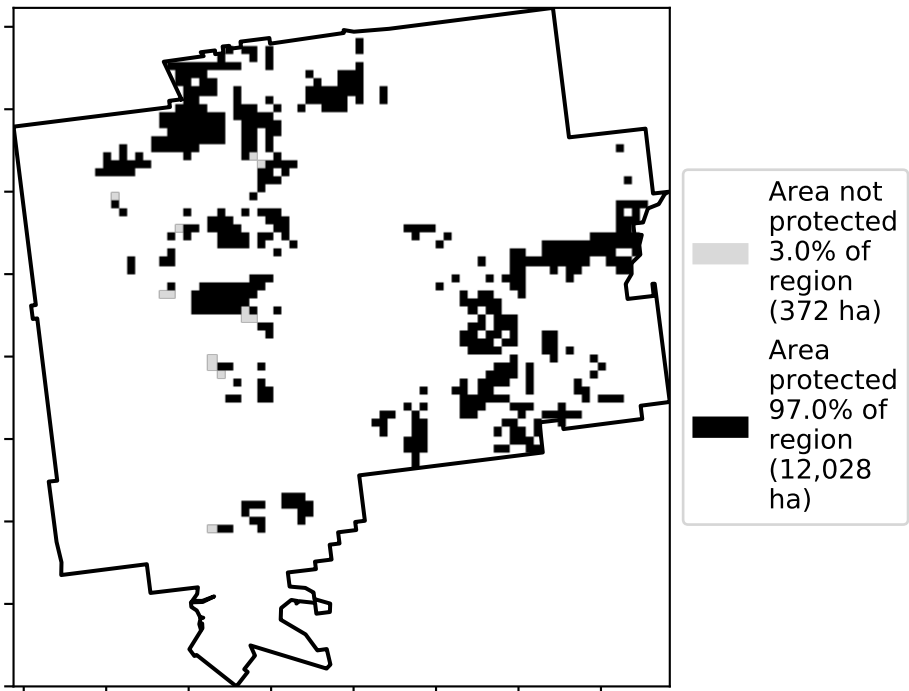 Area not
protected
3.0% of
region
(372 ha)
Area
protected
97.0% of
region
(12,028
ha)